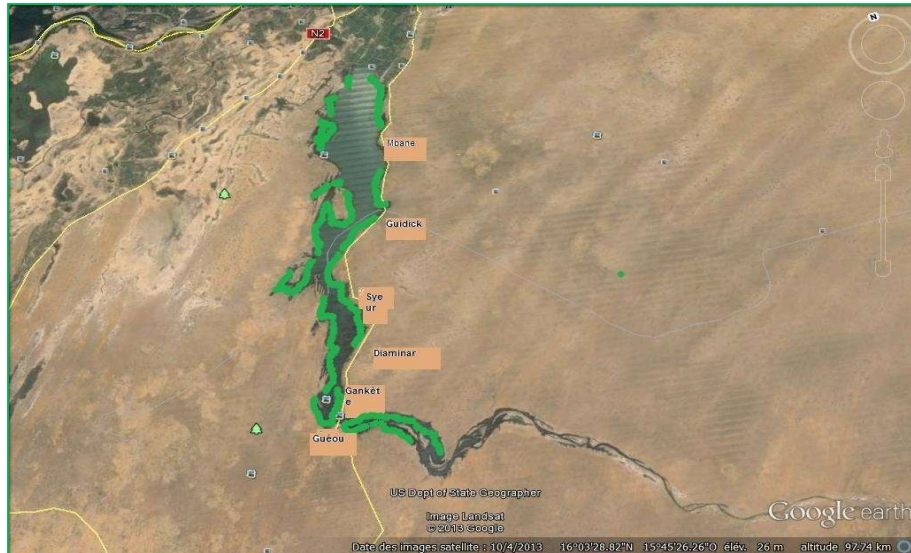 N
N2
Mbane
Guidick
Sye
ur
Diaminar
Gankét
e
Guéou
US Dept of State Geographer
Image Landsat
© 2013 Google
Google earth
Date des images satellite : 10/4/2013 16°03'28.82"N 15°45'26.26"O élév. 26 m altitude 97.74 km